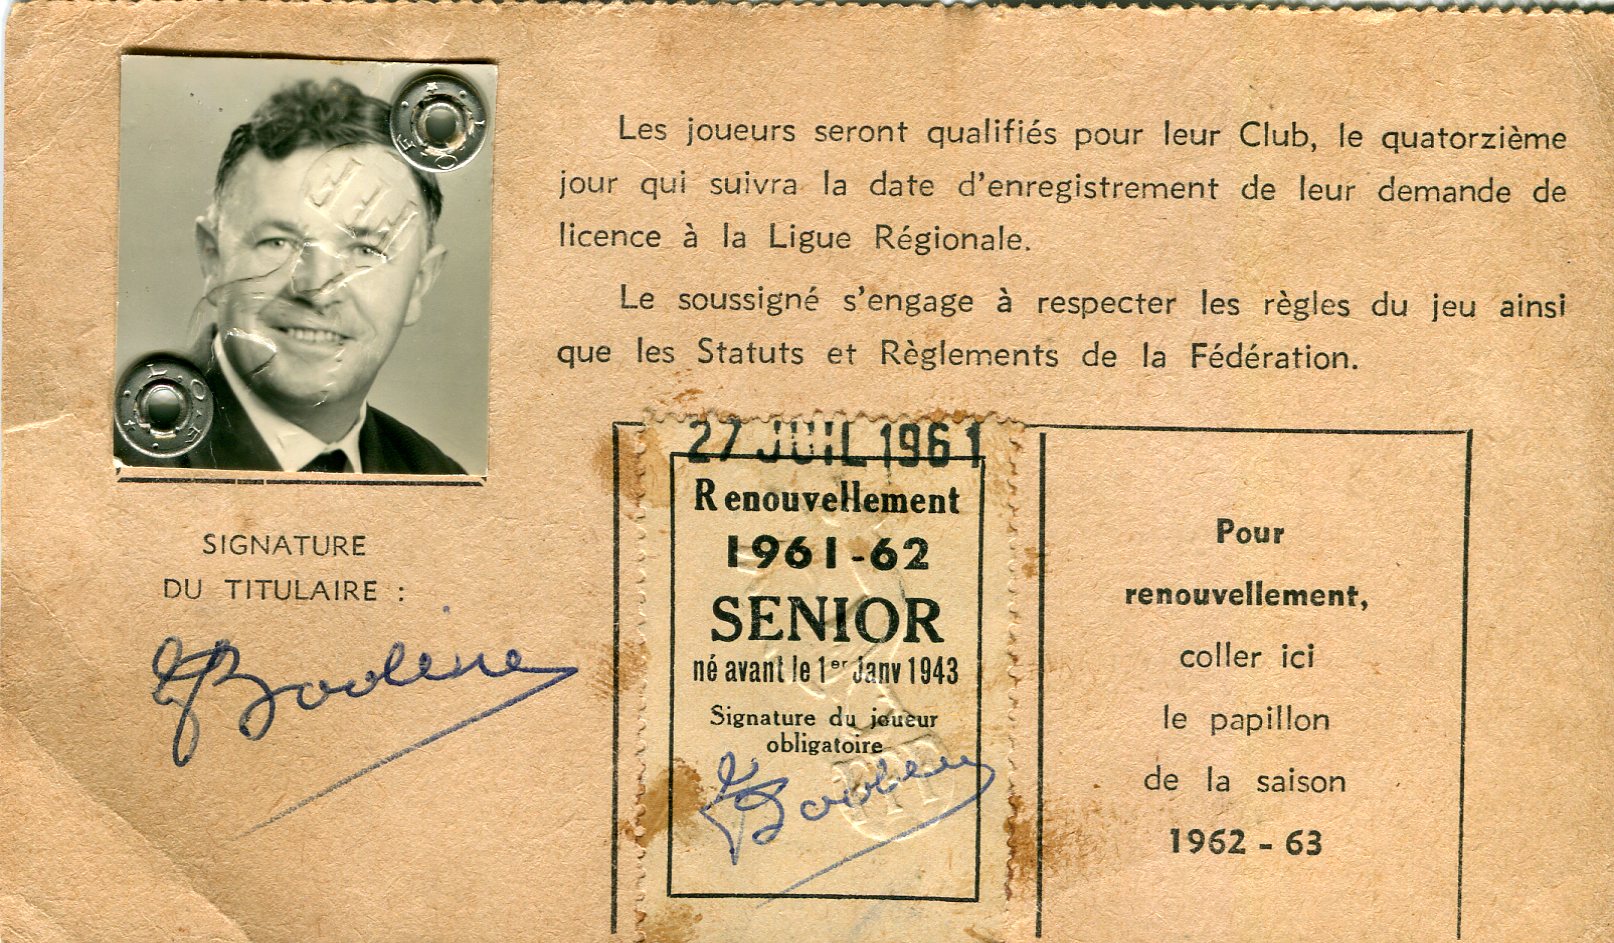 Les joueurs seront qualifiés pour leur Club, le quatorzième
jour qui suivra la date d'enregistrement de leur demande de
licence à la Ligue Régionale.
Le soussigné s'engage à respecter les règles du jeu ainsi
que les Statuts et Règlements de la Fédération.
SIGNATURE
DU TITULAIRE :
27 JUIL 1961
Renouvellement
1961-62
SENIOR
né avant le 1er Janv 1943
Signature du joueur
obligatoire
Pour
renouvellement,
coller ici
le papillon
de la saison
1962 - 63